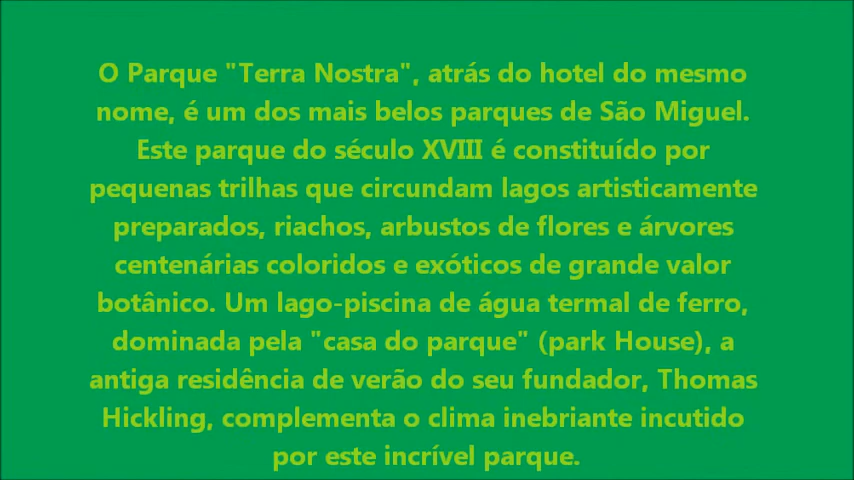 O Parque "Terra Nostra", atrás do hotel do mesmo
nome, é um dos mais belos parques de São Miguel.
Este parque do século XVIII é constituído por
pequenas trilhas que circundam lagos artisticamente
preparados, riachos, arbustos de flores e árvores
centenárias coloridos e exóticos de grande valor
botânico. Um lago-piscina de água termal de ferro,
dominada pela "casa do parque" (park House), a
antiga residência de verão do seu fundador, Thomas
Hickling, complementa o clima inebriante incutido
por este incrível parque.